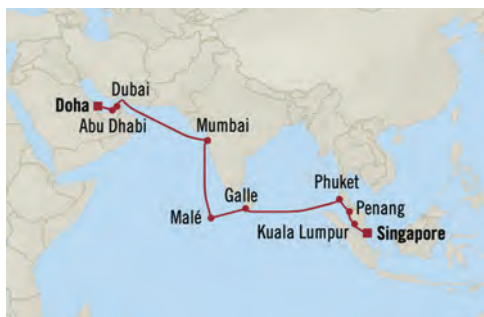 Dubai
Doha
Abu Dhabi
Mumbai
Phuket
Galle
Penang
Malé
Kuala Lumpur
Singapore